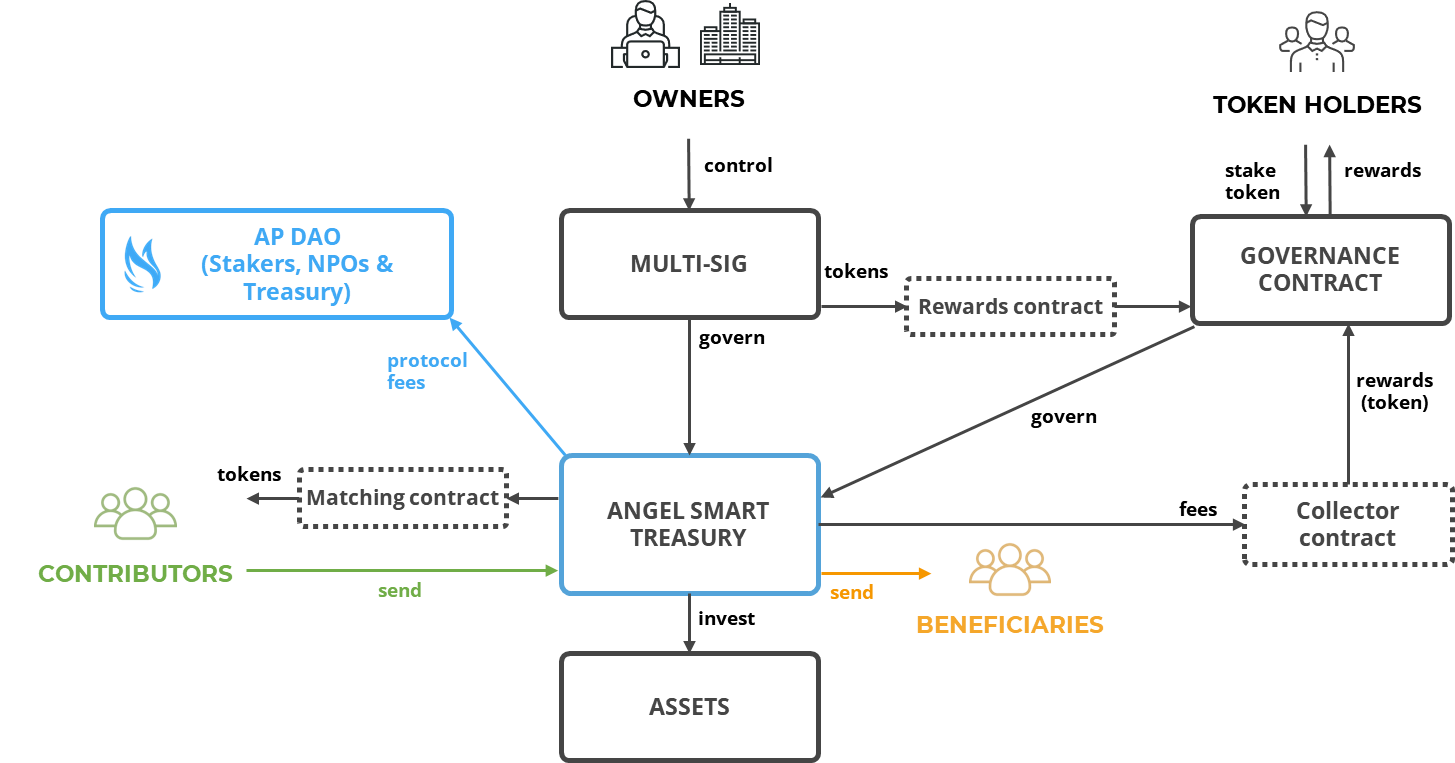 OWNERS
TOKEN HOLDERS
control
stake
token
rewards
AP DAO
(Stakers, NPOs &
Treasury)
MULTI-SIG
tokens
Rewards contract
GOVERNANCE
CONTRACT
govern
protocol
fees
rewards
(token)
govern
tokens
Matching contract
ANGEL SMART
TREASURY
fees
Collector
contract
CONTRIBUTORS
send
send
BENEFICIARIES
invest
ASSETS